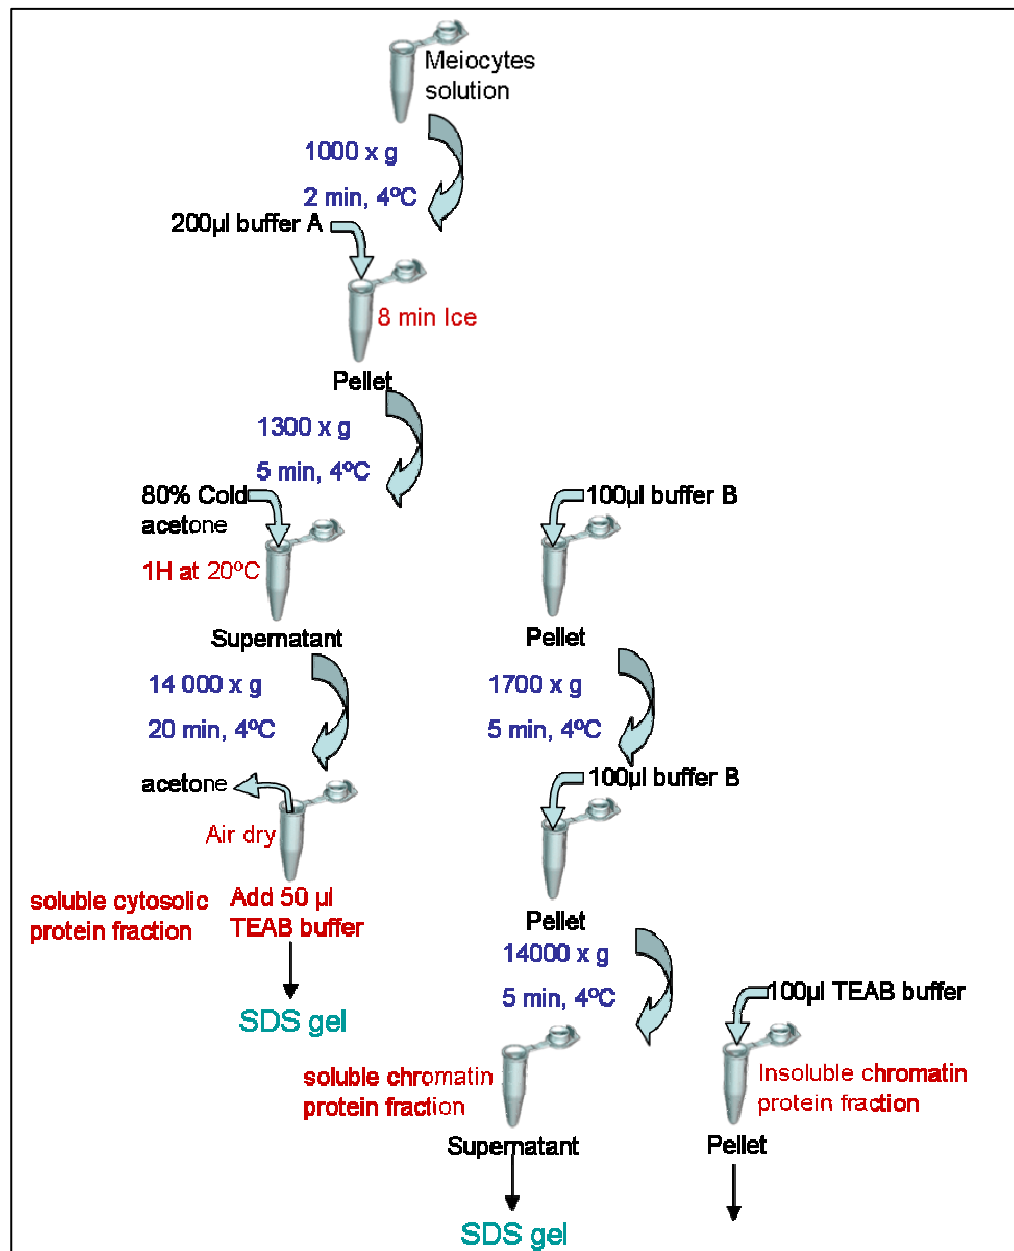 Meiocytes
solution
1000 x g
2 min, 4ºC
200µl buffer A
8 min Ice
Pellet
1300 x g
5 min, 4ºC
80% Cold
acetone
1H at 20ºC
Supernatant
14 000 x g
20 min, 4ºC
acetone
Air dry
soluble cytosolic
protein fraction
Add 50 µl
TEAB buffer
SDS gel
100µl buffer B
Pellet
1700 x g
5 min, 4ºC
100µl buffer B
Pellet
14000 x g
5 min, 4ºC
soluble chromatin
protein fraction
Supernatant
SDS gel
100µl TEAB buffer
Insoluble chromatin
protein fraction
Pellet